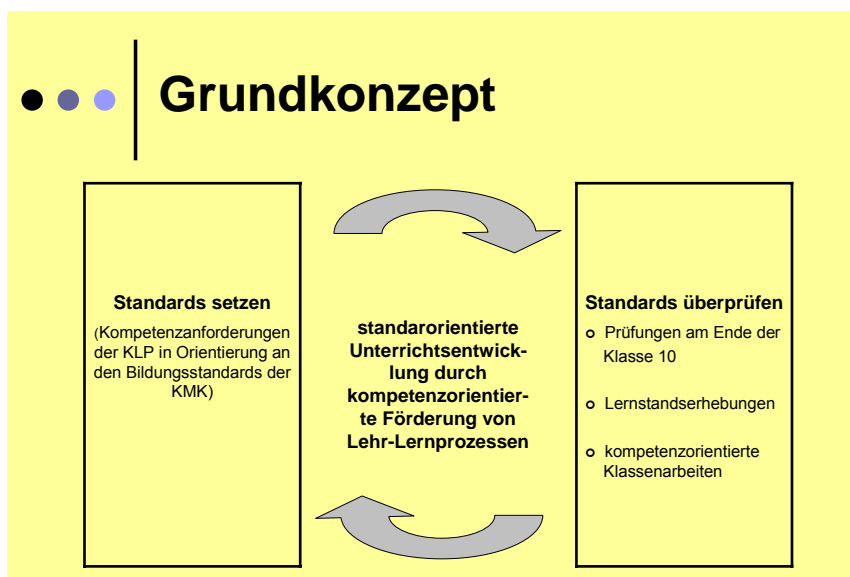 Grundkonzept
Standards setzen
(Kompetenzanforderungen
der KLP in Orientierung an
den Bildungsstandards der
KMK)
standarorientierte
Unterrichtsentwick-
lung durch
kompetenzorientier-
te Förderung von
Lehr-Lernprozessen
Standards überprüfen
o Prüfungen am Ende der
Klasse 10
o Lernstandserhebungen
o kompetenzorientierte
Klassenarbeiten